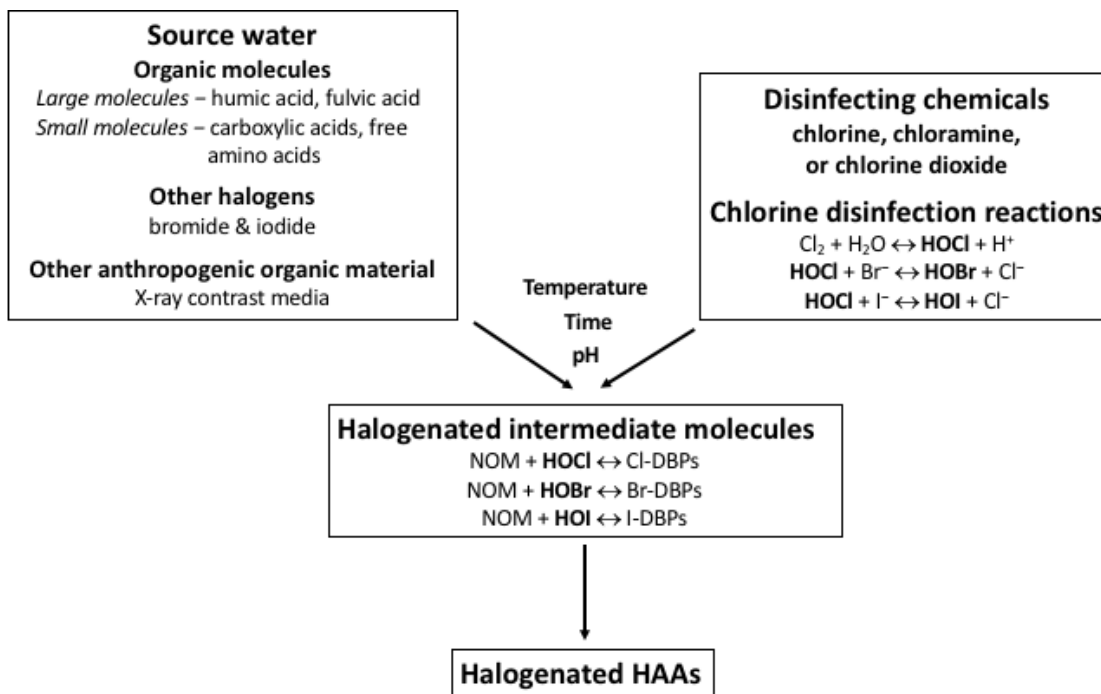 Source water
Organic molecules
Large molecules – humic acid, fulvic acid
Small molecules – carboxylic acids, free
amino acids
Other halogens
bromide & iodide
Other anthropogenic organic material
X-ray contrast media
Disinfecting chemicals
chlorine, chloramine,
or chlorine dioxide
Chlorine disinfection reactions
Cl₂ + H₂O ↔ HOCl + H⁺
HOCl + Br⁻ ↔ HOBr + Cl⁻
HOCl + I⁻ ↔ HOI + Cl⁻
Temperature
Time
pH
Halogenated intermediate molecules
NOM + HOCl ↔ Cl-DBPs
NOM + HOBr ↔ Br-DBPs
NOM + HOI ↔ I-DBPs
Halogenated HAAs